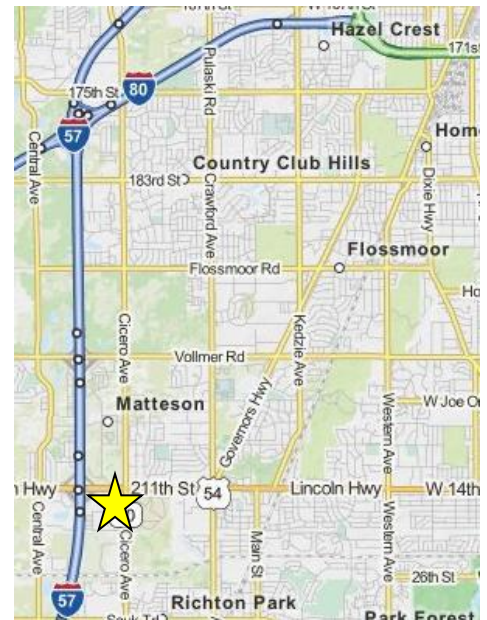 Hazel Crest
171st
Pulaski Rd
175th St
80
57
Central Ave
Country Club Hills
183rd St
Crawford Ave
Dixie Hwy
Flossmoor
Flossmoor Rd
Cicero Ave
Kedzie Ave
Vollmer Rd
Governors Hwy
Matteson
Western Ave
W Joe O
211th St
54
Lincoln Hwy
W 14th
Hwy
Central Ave
Cicero Ave
Main St
Western Ave
26th St
57
Richton Park
Park Forest